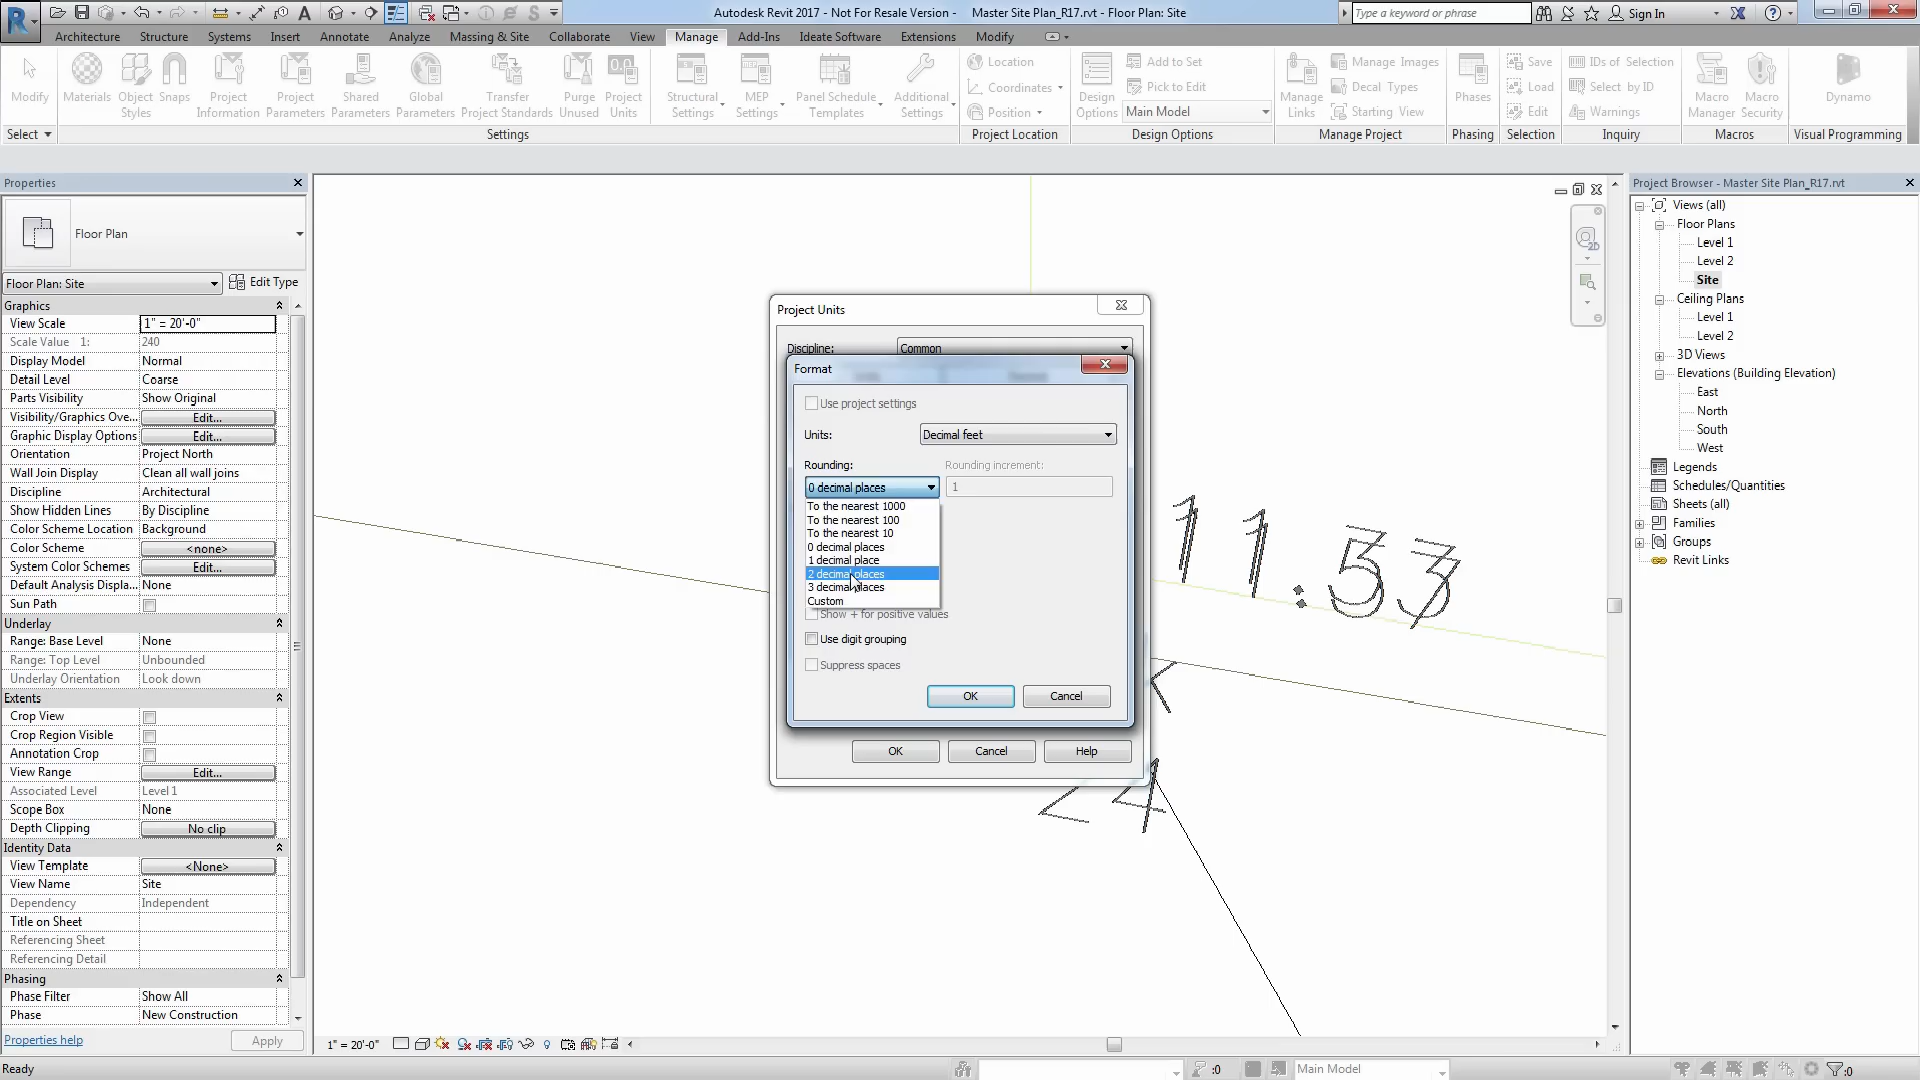 Autodesk Revit 2017 - Not For Resale Version - Master Site Plan_R17.rvt - Floor Plan: Site
Type a keyword or phrase
Sign In
Architecture Structure Systems Insert Annotate Analyze Massing & Site Collaborate View Manage Add-Ins Ideate Software Extensions Modify
Modify
Materials
Object Styles
Snaps
Project Information
Project Parameters
Shared Parameters
Global Parameters
Transfer Project Standards
Purge Unused
Project Units
Structural Settings
MEP Settings
Panel Schedule Templates
Additional Settings
Location
Coordinates
Position
Design Options
Add to Set
Pick to Edit
Main Model
Manage Links
Manage Images
Decal Types
Starting View
Phases
Save
Load
Edit
IDs of Selection
Select by ID
Warnings
Macro Manager
Macro Security
Dynamo
Select
Settings
Project Location
Design Options
Manage Project
Phasing
Selection
Inquiry
Macros
Visual Programming
Properties
Floor Plan
Floor Plan: Site
Edit Type
Graphics
View Scale 1" = 20'-0"
Scale Value 1: 240
Display Model Normal
Detail Level Coarse
Parts Visibility Show Original
Visibility/Graphics Ove... Edit...
Graphic Display Options Edit...
Orientation Project North
Wall Join Display Clean all wall joins
Discipline Architectural
Show Hidden Lines By Discipline
Color Scheme Location Background
Color Scheme <none>
System Color Schemes Edit...
Default Analysis Displa... None
Sun Path
Underlay
Range: Base Level None
Range: Top Level Unbounded
Underlay Orientation Look down
Extents
Crop View
Crop Region Visible
Annotation Crop
View Range Edit...
Associated Level Level 1
Scope Box None
Depth Clipping No clip
Identity Data
View Template <None>
View Name Site
Dependency Independent
Title on Sheet
Referencing Sheet
Referencing Detail
Phasing
Phase Filter Show All
Phase New Construction
Properties help
Apply
Project Units
Discipline: Common
Format
Use project settings
Units: Decimal feet
Rounding: Rounding increment:
0 decimal places 1
To the nearest 1000
To the nearest 100
To the nearest 10
0 decimal places
1 decimal place
2 decimal places
3 decimal places
Custom
Show + for positive values
Use digit grouping
Suppress spaces
OK Cancel
OK Cancel Help
11.53
24
Project Browser - Master Site Plan_R17.rvt
Views (all)
Floor Plans
Level 1
Level 2
Site
Ceiling Plans
Level 1
Level 2
3D Views
Elevations (Building Elevation)
East
North
South
West
Legends
Schedules/Quantities
Sheets (all)
Families
Groups
Revit Links
1" = 20'-0"
Ready
:0
Main Model
:0